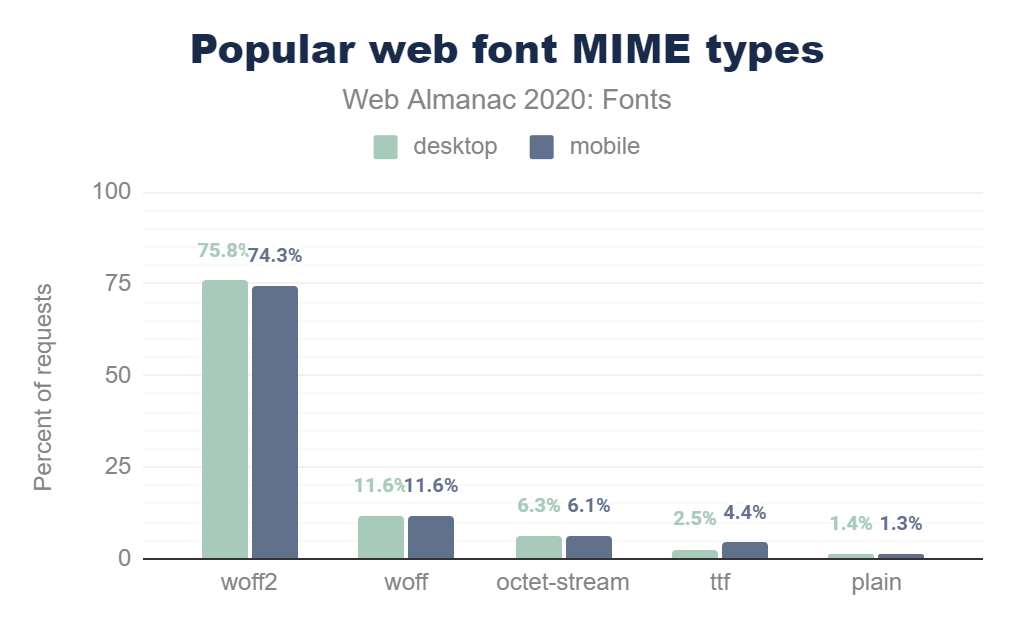 Popular web font MIME types
Web Almanac 2020: Fonts
desktop mobile
Percent of requests
100
75
50
25
0
75.8% 74.3%
11.6% 11.6%
6.3% 6.1%
2.5% 4.4%
1.4% 1.3%
woff2 woff octet-stream ttf plain